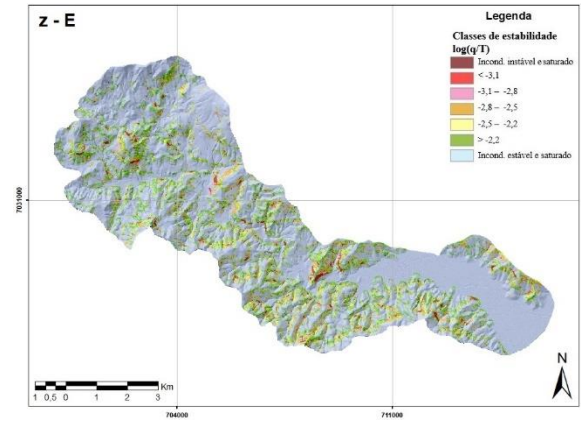 z - E
Legenda
Classes de estabilidade
log(q/T)
Incond. instável e saturado
< -3,1
-3,1 – -2,8
-2,8 – -2,5
-2,5 – -2,2
> -2,2
Incond. estável e saturado
7031000
N
1 0,5 0 1 2 3 Km
704000 711000